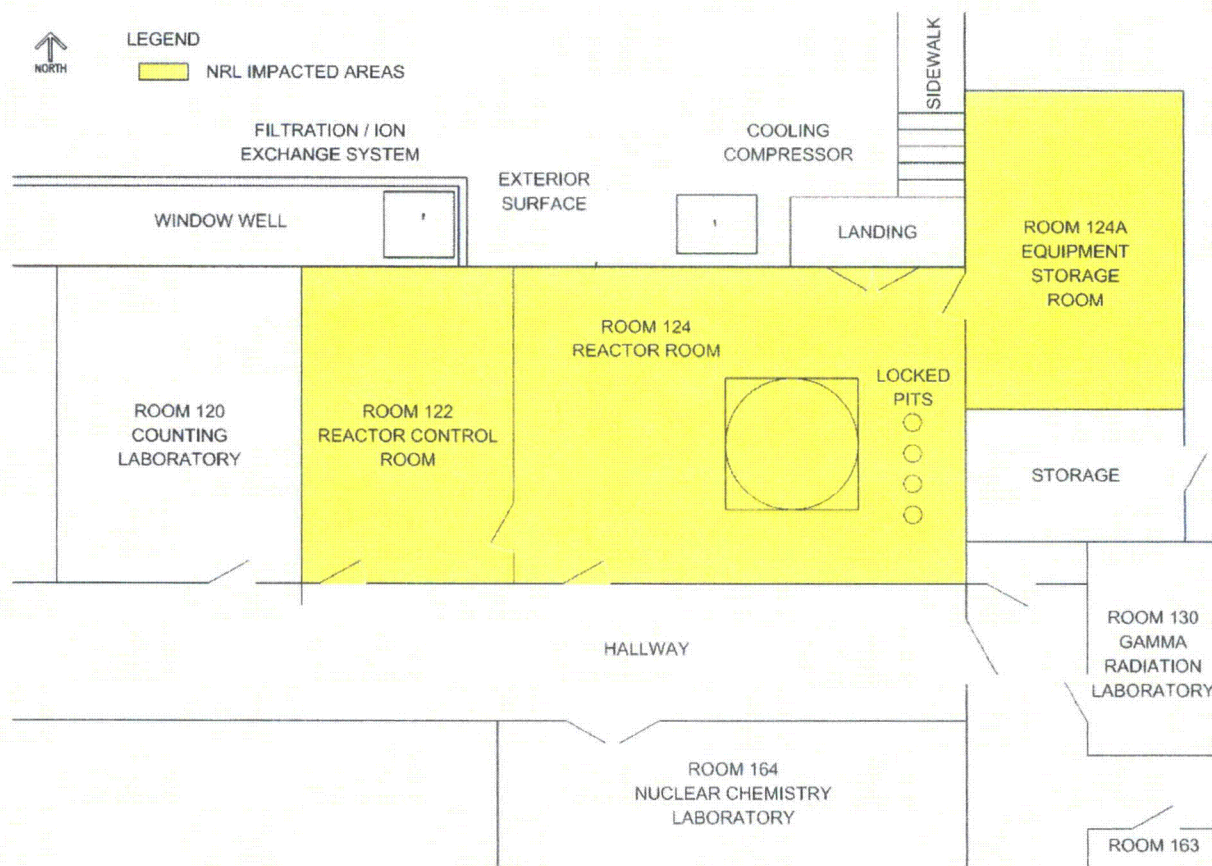 LEGEND
NORTH
NRL IMPACTED AREAS
FILTRATION / ION
EXCHANGE SYSTEM
COOLING
COMPRESSOR
SIDEWALK
EXTERIOR
SURFACE
WINDOW WELL
LANDING
ROOM 124A
EQUIPMENT
STORAGE
ROOM
ROOM 124
REACTOR ROOM
LOCKED
PITS
ROOM 120
COUNTING
LABORATORY
ROOM 122
REACTOR CONTROL
ROOM
STORAGE
HALLWAY
ROOM 130
GAMMA
RADIATION
LABORATORY
ROOM 164
NUCLEAR CHEMISTRY
LABORATORY
ROOM 163